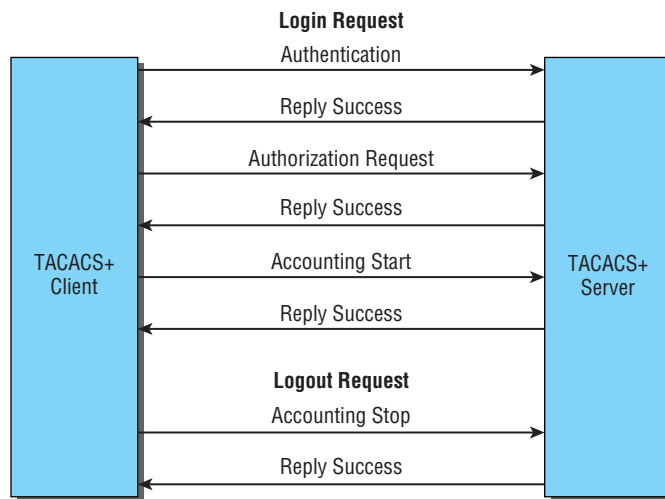 Login Request
Authentication
Reply Success
Authorization Request
Reply Success
TACACS+
Client
Accounting Start
TACACS+
Server
Reply Success
Logout Request
Accounting Stop
Reply Success